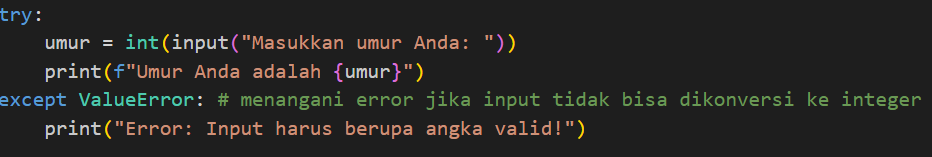 try:
    umur = int(input("Masukkan umur Anda: "))
    print(f"Umur Anda adalah {umur}")
except ValueError: # menangani error jika input tidak bisa dikonversi ke integer
    print("Error: Input harus berupa angka valid!")